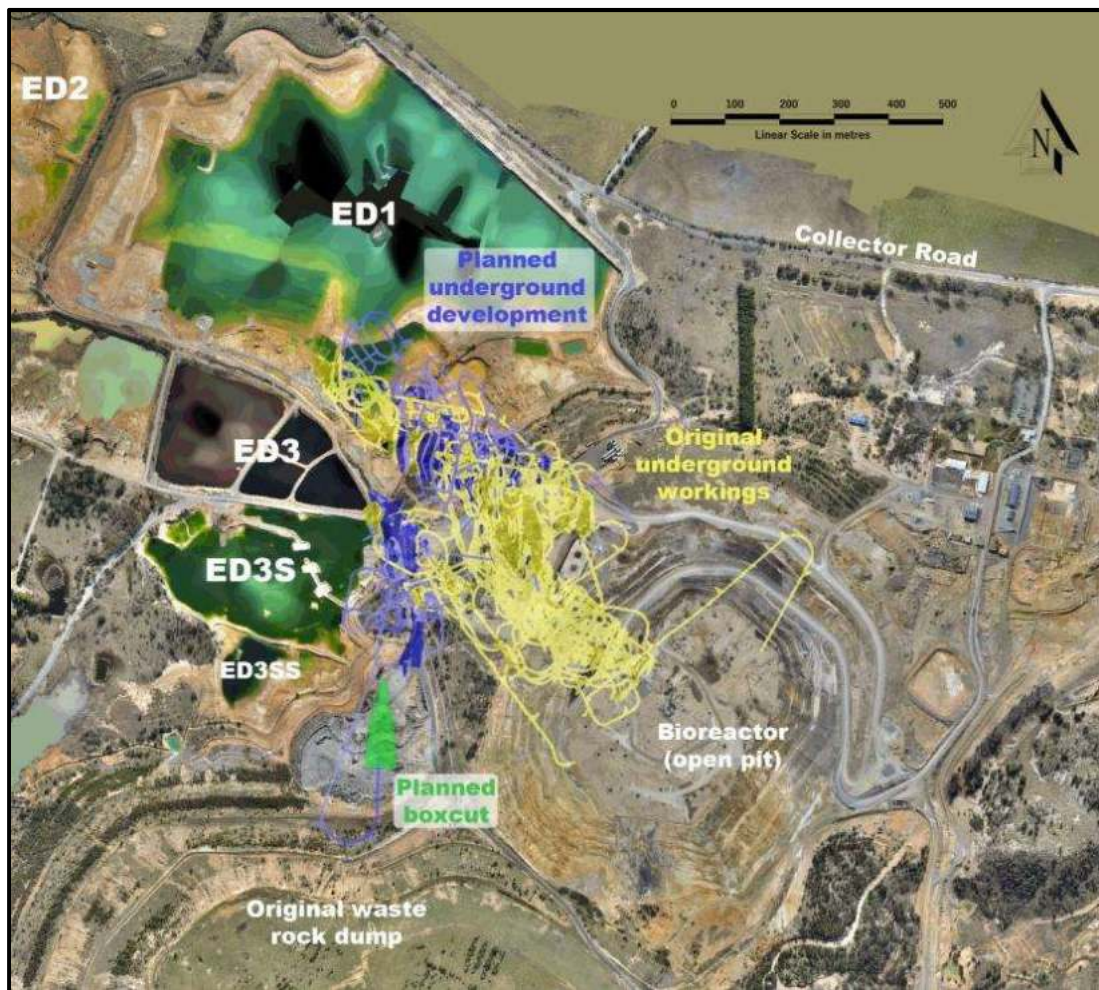 ED2
0 100 200 300 400 500
Linear Scale in metres
N
ED1
Collector Road
Planned
underground
development
ED3
Original
underground
workings
ED3S
ED3SS
Bioreactor
(open pit)
Planned
boxcut
Original waste
rock dump